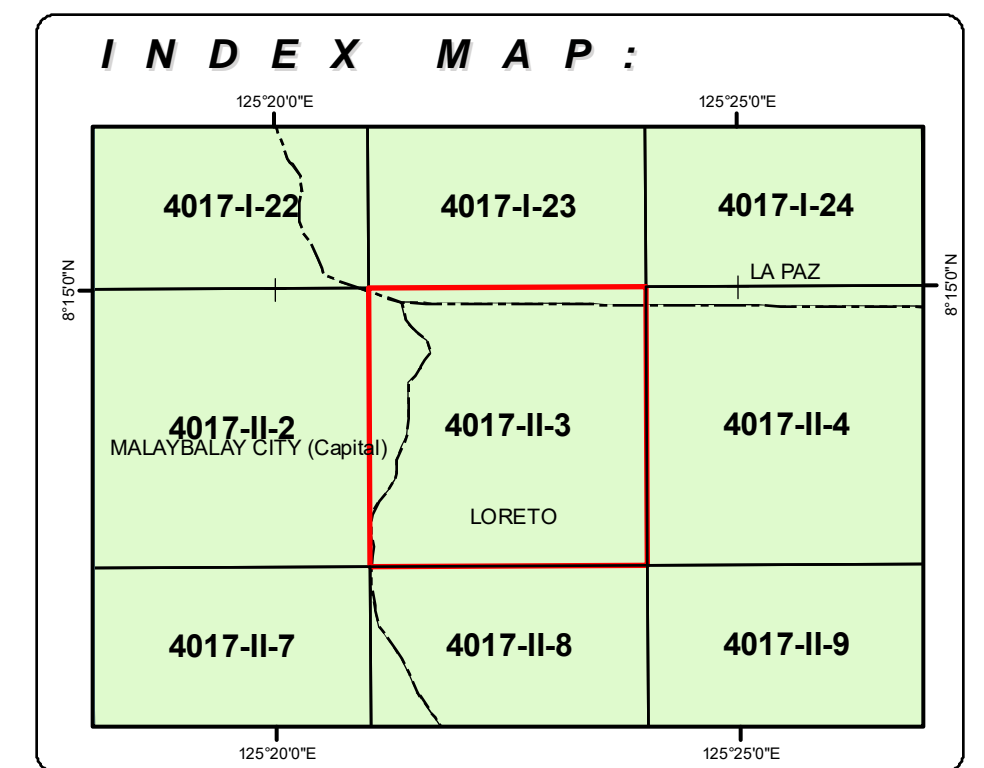 INDEX MAP:
125°20'0"E 125°25'0"E
4017-I-22 4017-I-23 4017-I-24
LA PAZ
8°15'0"N 8°15'0"N
4017-II-2 4017-II-3 4017-II-4
MALAYBALAY CITY (Capital)
LORETO
4017-II-7 4017-II-8 4017-II-9
125°20'0"E 125°25'0"E